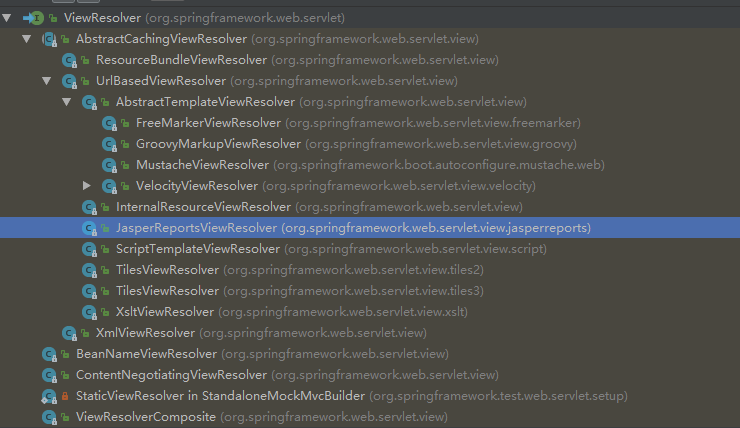 ViewResolver (org.springframework.web.servlet)
AbstractCachingViewResolver (org.springframework.web.servlet.view)
ResourceBundleViewResolver (org.springframework.web.servlet.view)
UrlBasedViewResolver (org.springframework.web.servlet.view)
AbstractTemplateViewResolver (org.springframework.web.servlet.view)
FreeMarkerViewResolver (org.springframework.web.servlet.view.freemarker)
GroovyMarkupViewResolver (org.springframework.web.servlet.view.groovy)
MustacheViewResolver (org.springframework.boot.autoconfigure.mustache.web)
VelocityViewResolver (org.springframework.web.servlet.view.velocity)
InternalResourceViewResolver (org.springframework.web.servlet.view)
JasperReportsViewResolver (org.springframework.web.servlet.view.jasperreports)
ScriptTemplateViewResolver (org.springframework.web.servlet.view.script)
TilesViewResolver (org.springframework.web.servlet.view.tiles2)
TilesViewResolver (org.springframework.web.servlet.view.tiles3)
XsltViewResolver (org.springframework.web.servlet.view.xslt)
XmlViewResolver (org.springframework.web.servlet.view)
BeanNameViewResolver (org.springframework.web.servlet.view)
ContentNegotiatingViewResolver (org.springframework.web.servlet.view)
StaticViewResolver in StandaloneMockMvcBuilder (org.springframework.test.web.servlet.setup)
ViewResolverComposite (org.springframework.web.servlet.view)